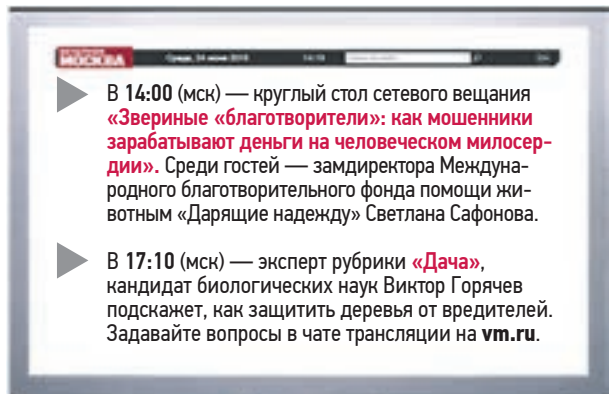 МОСКВА
В 14:00 (мск) — круглый стол сетевого вещания
«Звериные «благотворители»: как мошенники
зарабатывают деньги на человеческом милосер-
дии». Среди гостей — замдиректора Междуна-
родного благотворительного фонда помощи жи-
вотным «Дарящие надежду» Светлана Сафонова.
В 17:10 (мск) — эксперт рубрики «Дача»,
кандидат биологических наук Виктор Горячев
подскажет, как защитить деревья от вредителей.
Задавайте вопросы в чате трансляции на vm.ru.